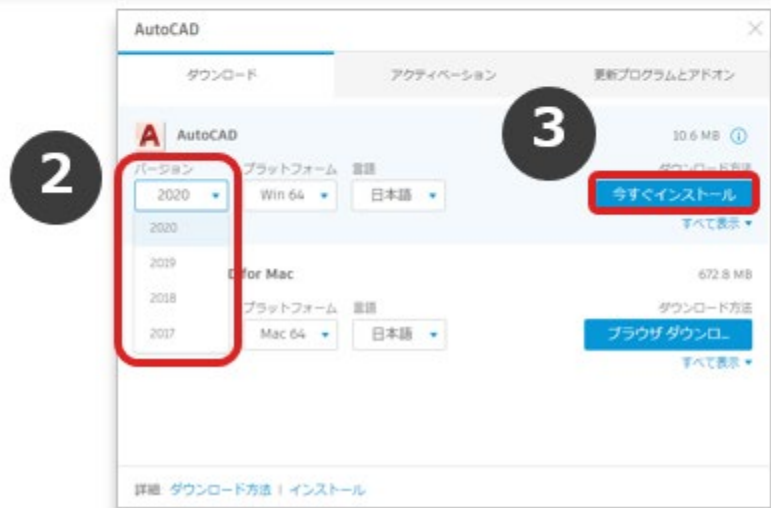 AutoCAD
ダウンロード アクティベーション 更新プログラムとアドオン
3
AutoCAD 10.6 MB
2
バージョン プラットフォーム 言語 ダウンロード方法
2020 Win 64 日本語 今すぐインストール
すべて表示
2020
2019
D for Mac 672.8 MB
2018
プラットフォーム 言語 ダウンロード方法
2017 Mac 64 日本語 ブラウザ ダウンロ...
すべて表示
詳細: ダウンロード方法 | インストール